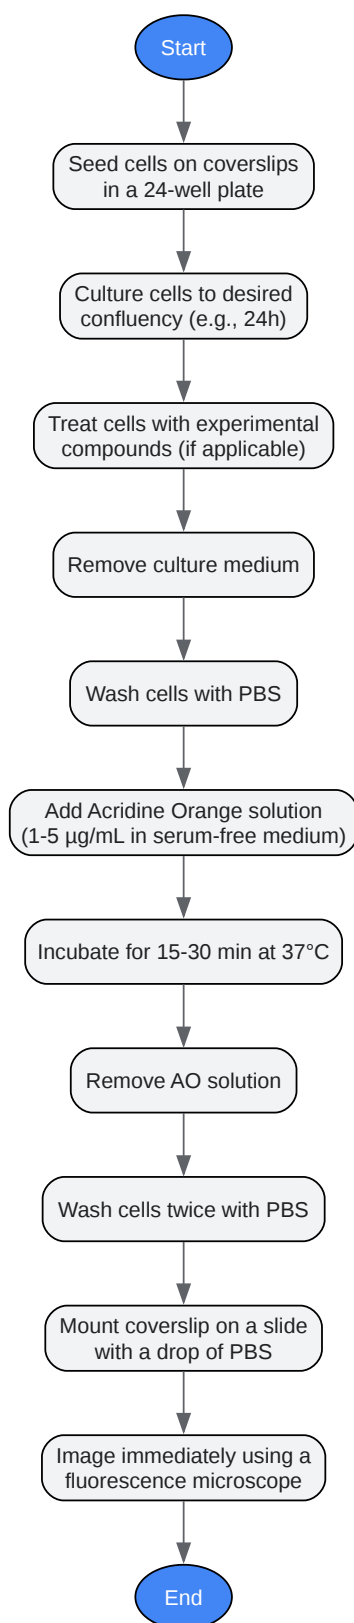 Start
Seed cells on coverslips
in a 24-well plate
Culture cells to desired
confluency (e.g., 24h)
Treat cells with experimental
compounds (if applicable)
Remove culture medium
Wash cells with PBS
Add Acridine Orange solution
(1-5 µg/mL in serum-free medium)
Incubate for 15-30 min at 37°C
Remove AO solution
Wash cells twice with PBS
Mount coverslip on a slide
with a drop of PBS
Image immediately using a
fluorescence microscope
End